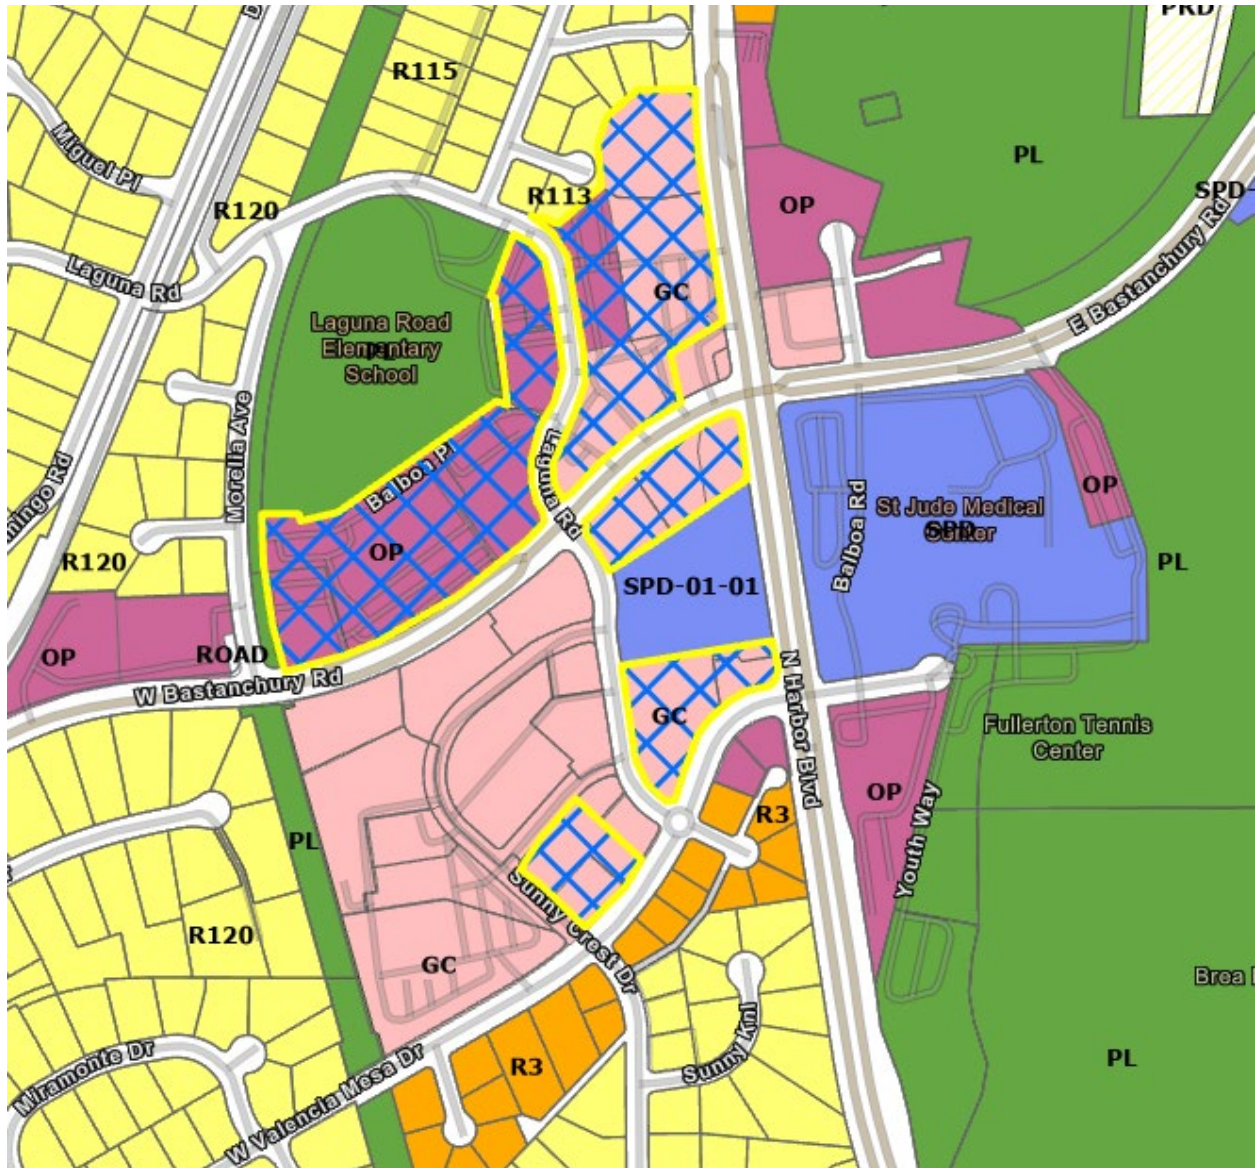 PRD
R115
Miguel Pl
PL
R120
R113
OP
SPD-
Laguna Rd
GC
E Bastanchury Rd
Laguna Road
Elementary
School
Morella Ave
Balboa Pl
Laguna Rd
OP
St Jude Medical
Center
SPD
Balboa Rd
mingo Rd
OP
R120
SPD-01-01
PL
OP
ROAD
W Bastanchury Rd
N Harbor Blvd
GC
Fullerton Tennis
Center
OP
R3
Youth Way
PL
Sunny Crest Dr
R120
GC
Brea
Sunny Knl
Miramonte Dr
R3
PL
W Valencia Mesa Dr